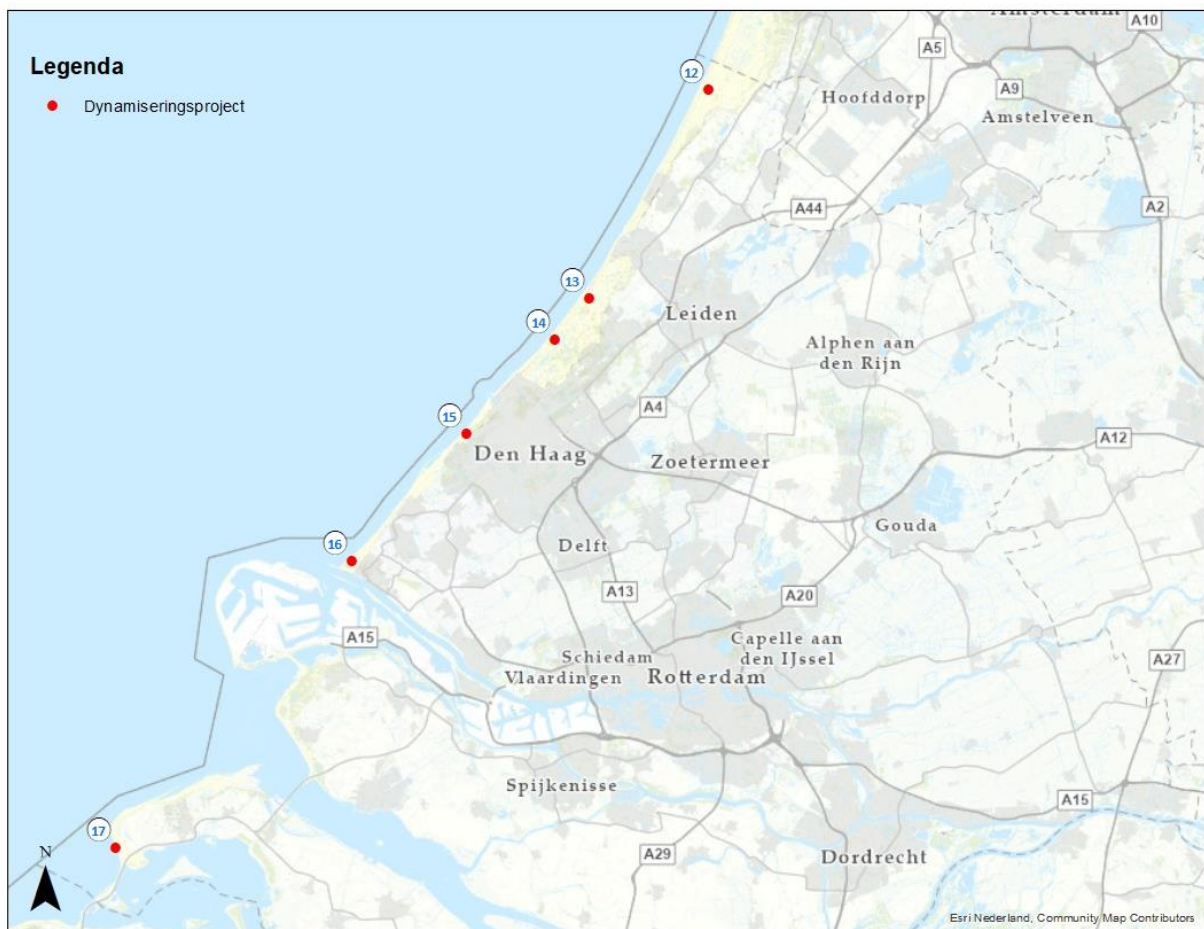 Legenda
Dynamiseringsproject
Amsterdam
A10
A5
12
A9
Hoofddorp
Amstelveen
A44
A2
13
Leiden
14
Alphen aan
den Rijn
A4
15
A12
Den Haag
Zoetermeer
Gouda
16
Delft
A13
A20
A15
Capelle aan
den IJssel
Schiedam
A27
Vlaardingen
Rotterdam
Spijkenisse
A15
17
N
A29
Dordrecht
Esri Nederland, Community Map Contributors